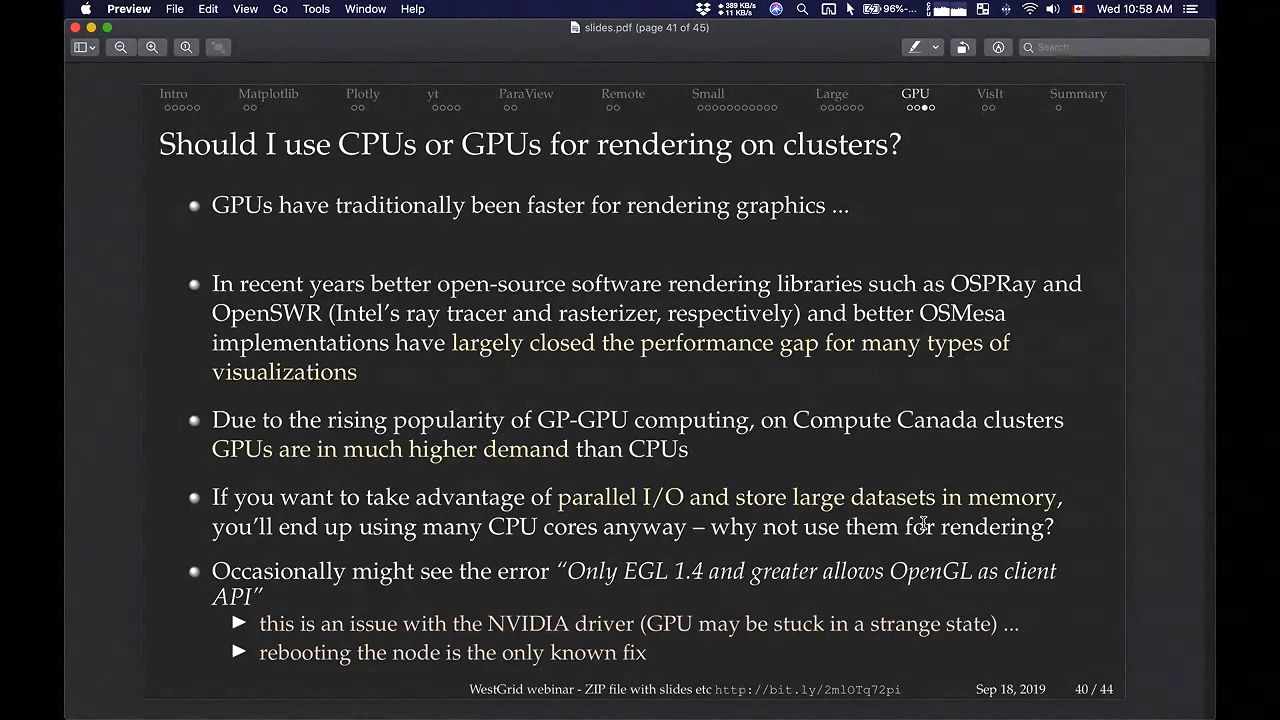 Preview File Edit View Go Tools Window Help 389 KB/s 11 KB/s 96% Wed 10:58 AM
slides.pdf (page 41 of 45)
Search
Intro Matplotlib Plotly yt ParaView Remote Small Large GPU VisIt Summary
Should I use CPUs or GPUs for rendering on clusters?
GPUs have traditionally been faster for rendering graphics ...
In recent years better open-source software rendering libraries such as OSPRay and
OpenSWR (Intel's ray tracer and rasterizer, respectively) and better OSMesa
implementations have largely closed the performance gap for many types of
visualizations
Due to the rising popularity of GP-GPU computing, on Compute Canada clusters
GPUs are in much higher demand than CPUs
If you want to take advantage of parallel I/O and store large datasets in memory,
you'll end up using many CPU cores anyway – why not use them for rendering?
Occasionally might see the error "Only EGL 1.4 and greater allows OpenGL as client
API"
this is an issue with the NVIDIA driver (GPU may be stuck in a strange state) ...
rebooting the node is the only known fix
WestGrid webinar - ZIP file with slides etc http://bit.ly/2mlOTq72pi Sep 18, 2019 40 / 44